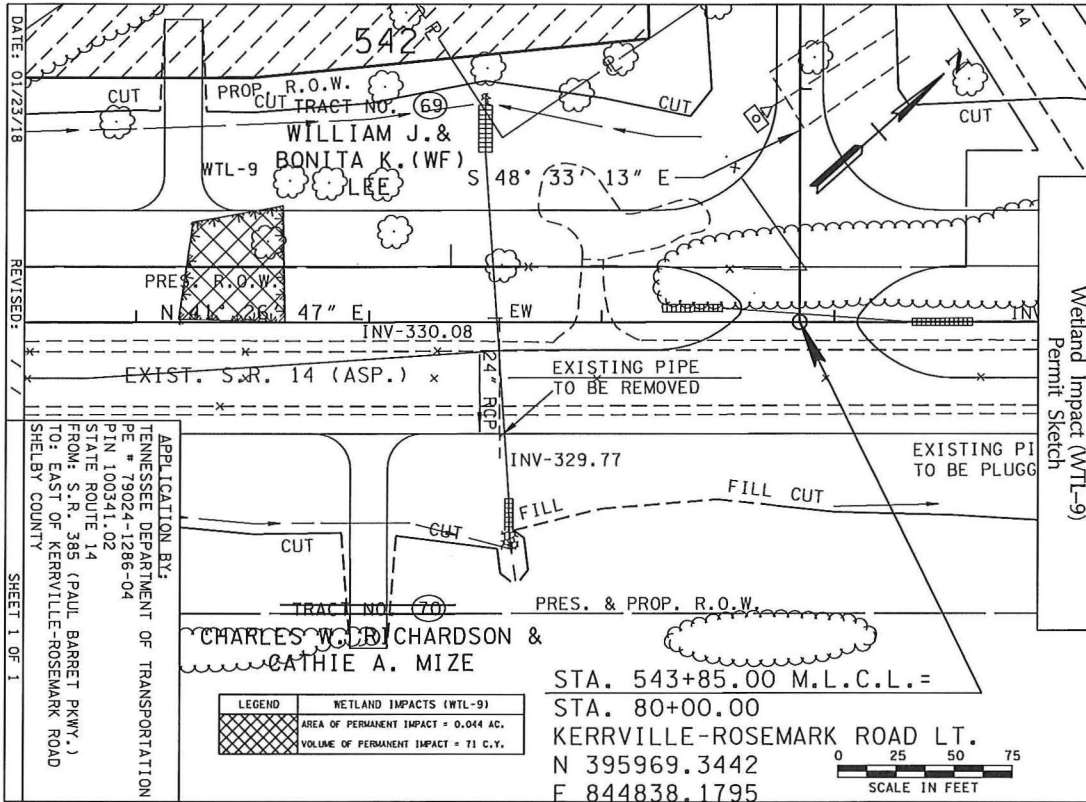 542
44
N
CUT
PROP. R.O.W.
CUT
TRACT NO. 69
CUT
CUT
WILLIAM J. &
BONITA K. (WF)
LEE
WTL-9
S 48° 33' 13" E
PRES. R.O.W.
N 41° 26' 47" E
EW
INV-330.08
EXIST. S.R. 14 (ASP.)
24" RCP
EXISTING PIPE
TO BE REMOVED
INV-329.77
EXISTING PI
TO BE PLUGG
FILL
FILL CUT
CUT
CUT
TRACT NO. 70
PRES. & PROP. R.O.W.
CHARLES W. RICHARDSON &
CATHIE A. MIZE
LEGEND
WETLAND IMPACTS (WTL-9)
AREA OF PERMANENT IMPACT = 0.044 AC.
VOLUME OF PERMANENT IMPACT = 71 C.Y.
STA. 543+85.00 M.L.C.L.=
STA. 80+00.00
KERRVILLE-ROSEMARK ROAD LT.
N 395969.3442
E 844838.1795
0 25 50 75
SCALE IN FEET
Wetland Impact (WTL-9)
Permit Sketch
DATE: 01/23/18
REVISED: / /
APPLICATION BY:
TENNESSEE DEPARTMENT OF TRANSPORTATION
PE # 79024-1286-04
PIN 100341.02
STATE ROUTE 14
FROM: S.R. 385 (PAUL BARRET PKWY.)
TO: EAST OF KERRVILLE-ROSEMARK ROAD
SHELBY COUNTY
SHEET 1 OF 1